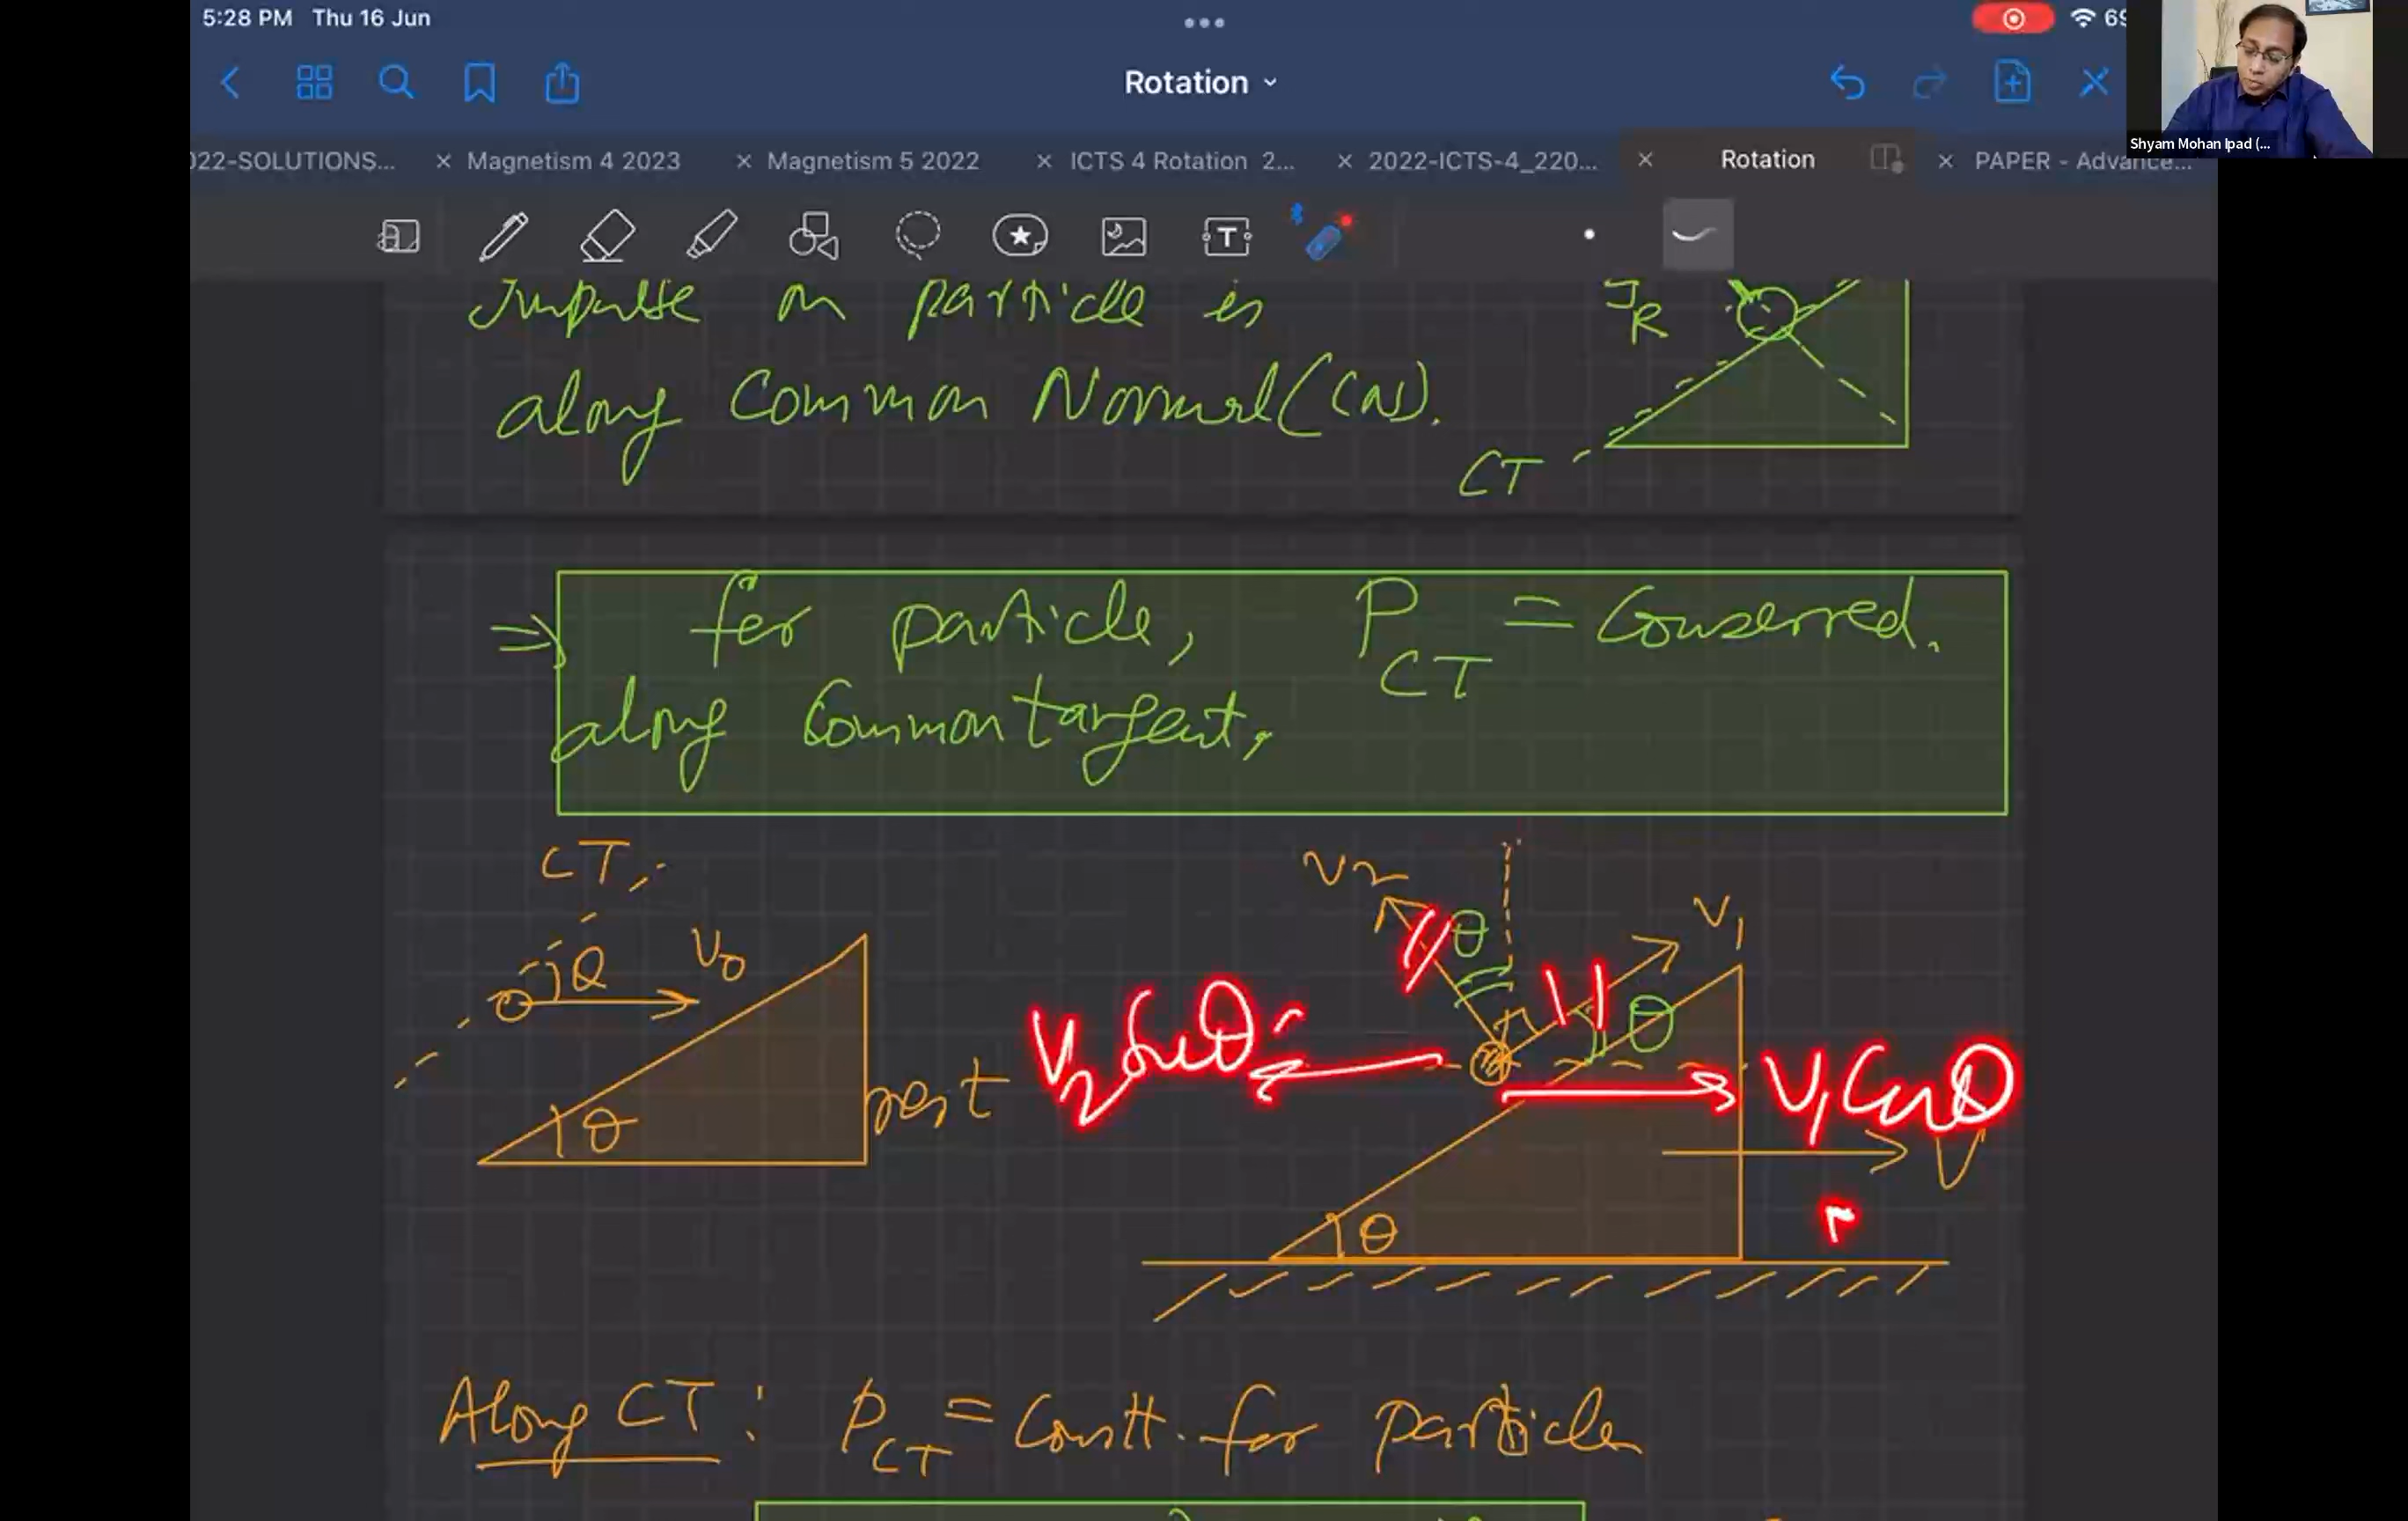 5:28 PM Thu 16 Jun
69
Rotation
Shyam Mohan Ipad (...
022-SOLUTIONS...
Magnetism 4 2023
Magnetism 5 2022
ICTS 4 Rotation 2...
2022-ICTS-4_220...
Rotation
PAPER - Advance...
T
Impulse on particle is
J_R
along Common Normal (CN).
CT
⇒ for particle, P_CT = Conserred.
along Common tangent,
CT
V2
θ
V1
θ V0
θ
V2 Sinθ
V1 Cosθ
θ
rest
V
θ
Along CT : P_CT = Constt. for particle